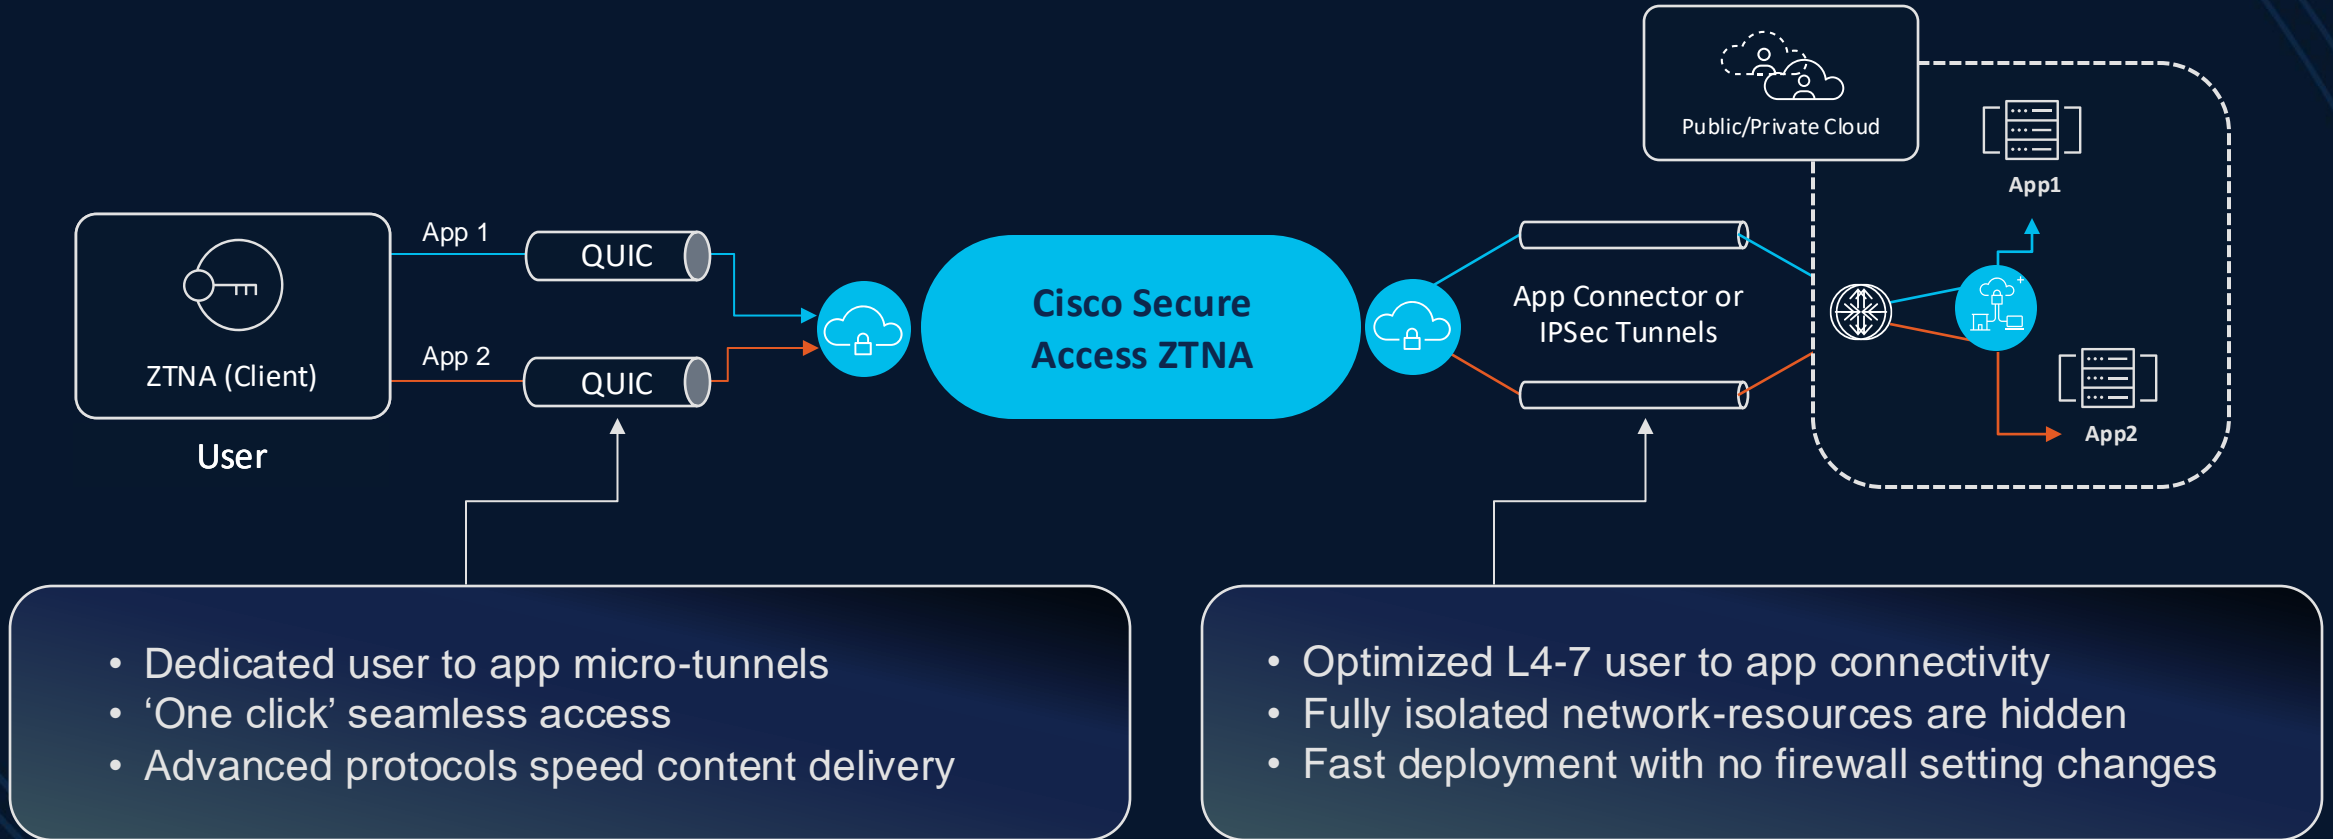 Public/Private Cloud
App1
App 1
QUIC
ZTNA (Client)
App 2
QUIC
User
Cisco Secure
Access ZTNA
App Connector or
IPSec Tunnels
App2
• Dedicated user to app micro-tunnels
• ‘One click’ seamless access
• Advanced protocols speed content delivery
• Optimized L4-7 user to app connectivity
• Fully isolated network-resources are hidden
• Fast deployment with no firewall setting changes